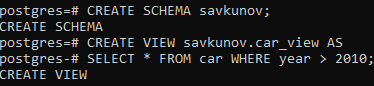 postgres=# CREATE SCHEMA savkunov;
CREATE SCHEMA
postgres=# CREATE VIEW savkunov.car_view AS
postgres-# SELECT * FROM car WHERE year > 2010;
CREATE VIEW